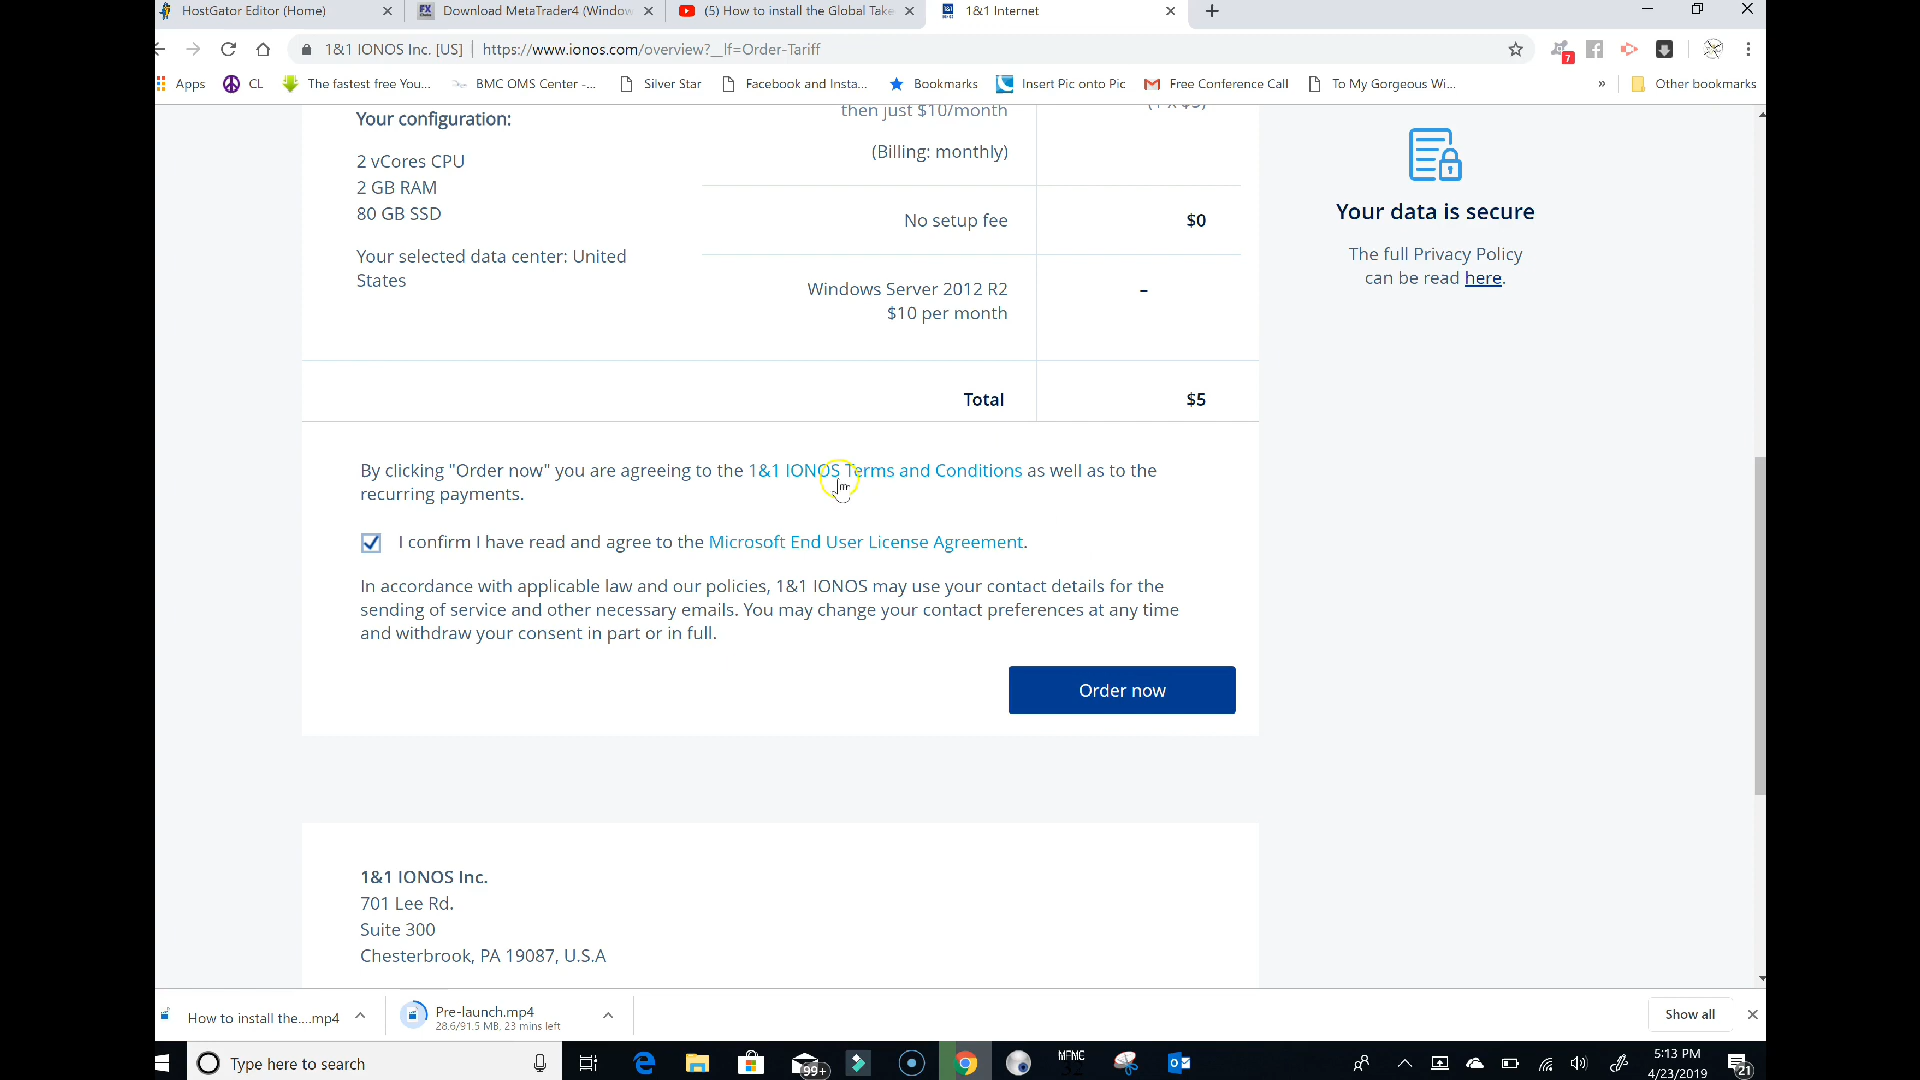 HostGator Editor (Home)
Download MetaTrader4 (Window
(5) How to install the Global Take
1&1 Internet
1&1 IONOS Inc. [US]
https://www.ionos.com/overview?__lf=Order-Tariff
7
Apps
CL
The fastest free You...
BMC OMS Center -...
Silver Star
Facebook and Insta...
Bookmarks
Insert Pic onto Pic
Free Conference Call
To My Gorgeous Wi...
»
Other bookmarks
then just $10/month
Your configuration:
(Billing: monthly)
2 vCores CPU
2 GB RAM
80 GB SSD
No setup fee
$0
Your selected data center: United
States
Windows Server 2012 R2
$10 per month
–
Total
$5
Your data is secure
The full Privacy Policy
can be read here.
By clicking "Order now" you are agreeing to the 1&1 IONOS Terms and Conditions as well as to the
recurring payments.
I confirm I have read and agree to the Microsoft End User License Agreement.
In accordance with applicable law and our policies, 1&1 IONOS may use your contact details for the
sending of service and other necessary emails. You may change your contact preferences at any time
and withdraw your consent in part or in full.
Order now
1&1 IONOS Inc.
701 Lee Rd.
Suite 300
Chesterbrook, PA 19087, U.S.A
How to install the....mp4
Pre-launch.mp4
28.6/91.5 MB, 23 mins left
Show all
Type here to search
99+
5:13 PM
4/23/2019
21